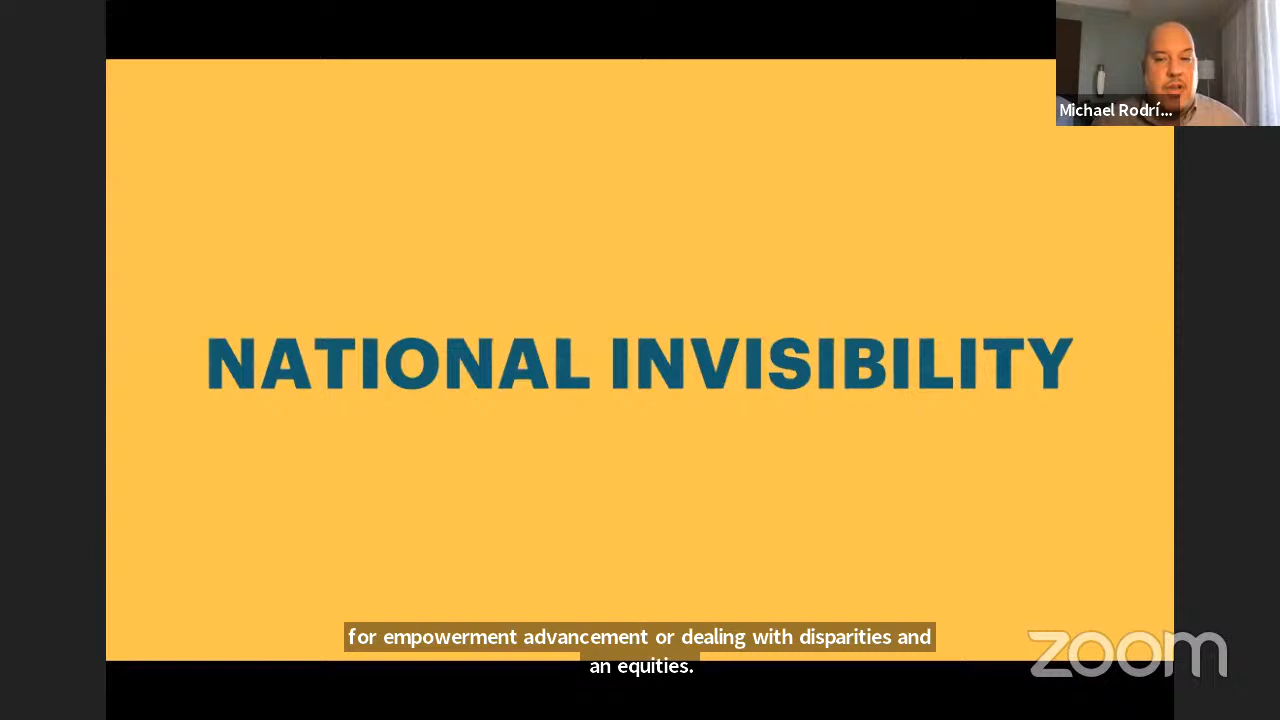 Michael Rodrí...
NATIONAL INVISIBILITY
for empowerment advancement or dealing with disparities and
an equities.
zoom